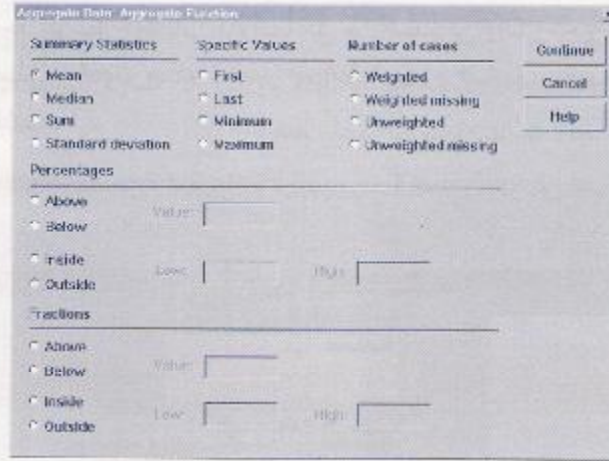 Aggregate Data: Aggregate Function
Summary Statistics Specific Values Number of cases
Mean First Weighted
Median Last Weighted missing
Sum Minimum Unweighted
Standard deviation Maximum Unweighted missing
Continue
Cancel
Help
Percentages
Above
Below
Value:
Inside
Outside
Low: High:
Fractions
Above
Below
Value:
Inside
Outside
Low: High: